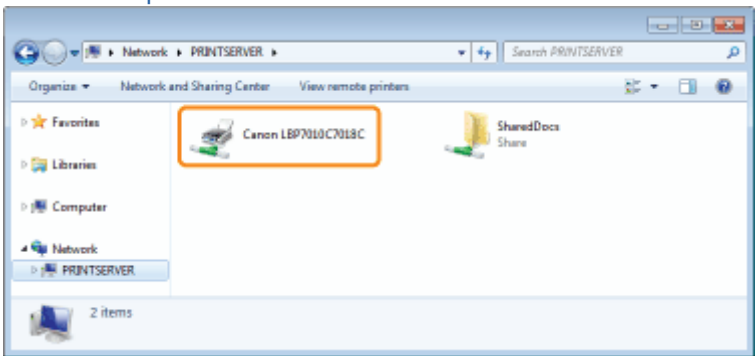 Network ▸ PRINTSERVER ▸
Search PRINTSERVER
Organize
Network and Sharing Center
View remote printers
Favorites
Libraries
Computer
Network
PRINTSERVER
Canon LBP7010C7018C
SharedDocs
Share
2 items